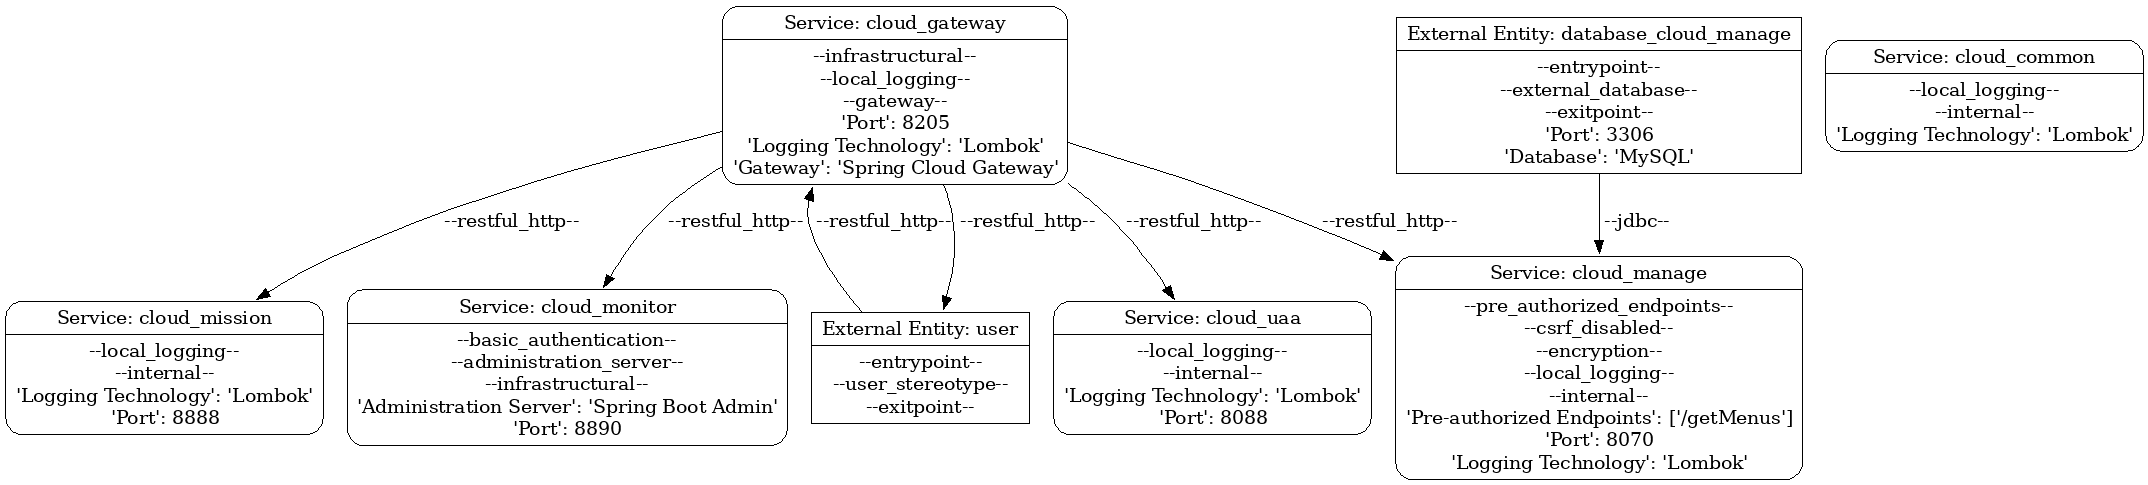 Service: cloud_gateway
--infrastructural--
--local_logging--
--gateway--
'Port': 8205
'Logging Technology': 'Lombok'
'Gateway': 'Spring Cloud Gateway'
External Entity: database_cloud_manage
--entrypoint--
--external_database--
--exitpoint--
'Port': 3306
'Database': 'MySQL'
Service: cloud_common
--local_logging--
--internal--
'Logging Technology': 'Lombok'
--restful_http--
--restful_http--
--restful_http--
--restful_http--
--restful_http--
--restful_http--
--jdbc--
Service: cloud_mission
--local_logging--
--internal--
'Logging Technology': 'Lombok'
'Port': 8888
Service: cloud_monitor
--basic_authentication--
--administration_server--
--infrastructural--
'Administration Server': 'Spring Boot Admin'
'Port': 8890
External Entity: user
--entrypoint--
--user_stereotype--
--exitpoint--
Service: cloud_uaa
--local_logging--
--internal--
'Logging Technology': 'Lombok'
'Port': 8088
Service: cloud_manage
--pre_authorized_endpoints--
--csrf_disabled--
--encryption--
--local_logging--
--internal--
'Pre-authorized Endpoints': ['/getMenus']
'Port': 8070
'Logging Technology': 'Lombok'